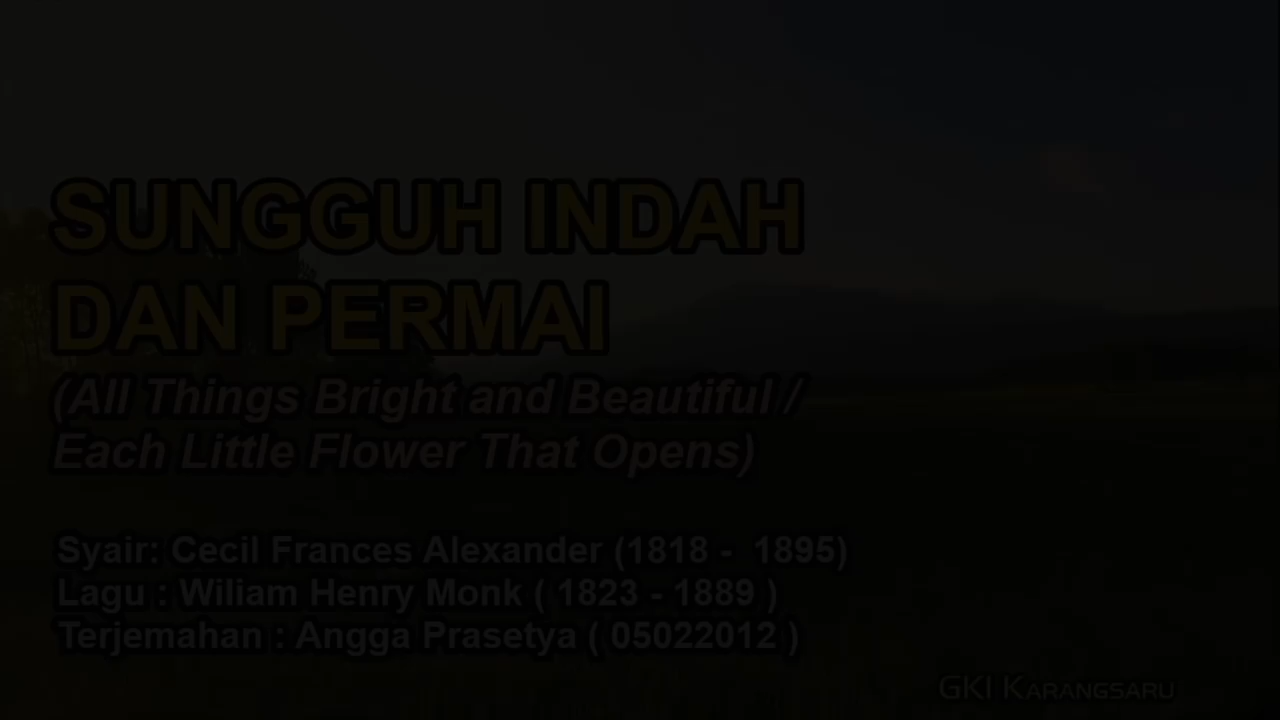 SUNGGUH INDAH
DAN PERMAI
(All Things Bright and Beautiful /
Each Little Flower That Opens)
Syair: Cecil Frances Alexander (1818 -  1895)
Lagu : Wiliam Henry Monk ( 1823 - 1889 )
Terjemahan : Angga Prasetya ( 05022012 )
GKI KARANGSARU